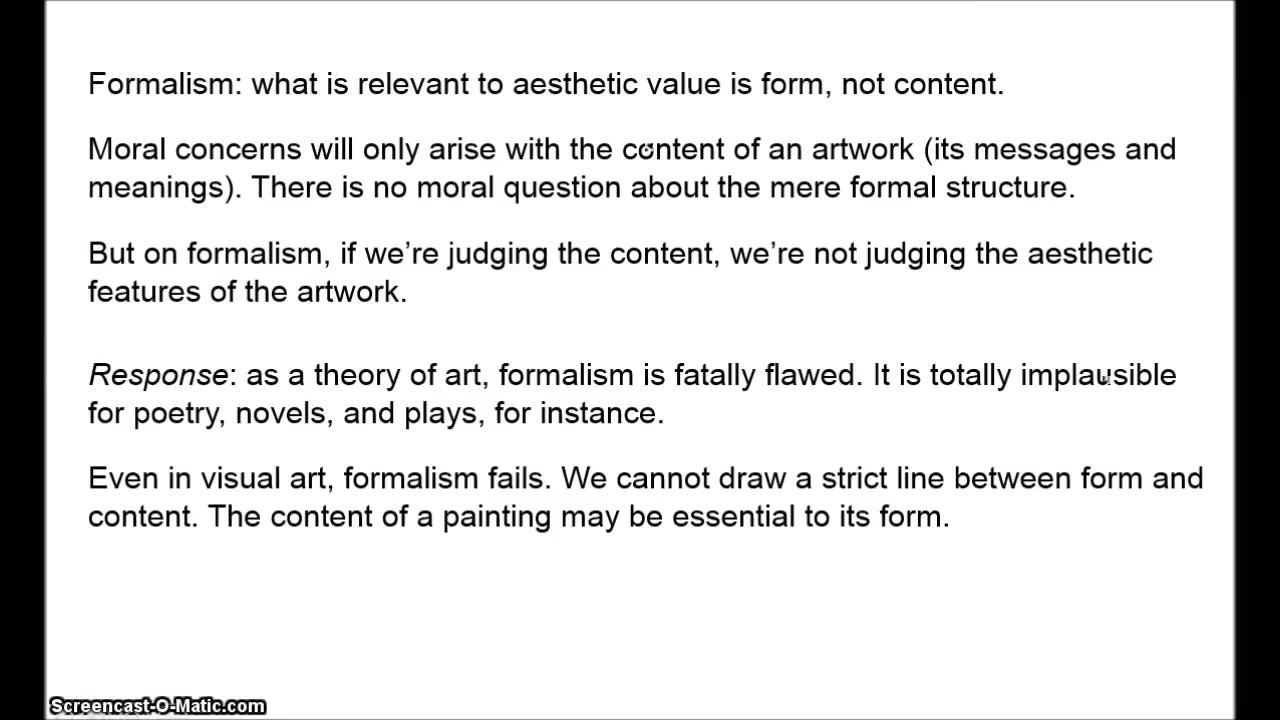 Formalism: what is relevant to aesthetic value is form, not content.
Moral concerns will only arise with the content of an artwork (its messages and
meanings). There is no moral question about the mere formal structure.
But on formalism, if we’re judging the content, we’re not judging the aesthetic
features of the artwork.
Response: as a theory of art, formalism is fatally flawed. It is totally implausible
for poetry, novels, and plays, for instance.
Even in visual art, formalism fails. We cannot draw a strict line between form and
content. The content of a painting may be essential to its form.
Screencast-O-Matic.com